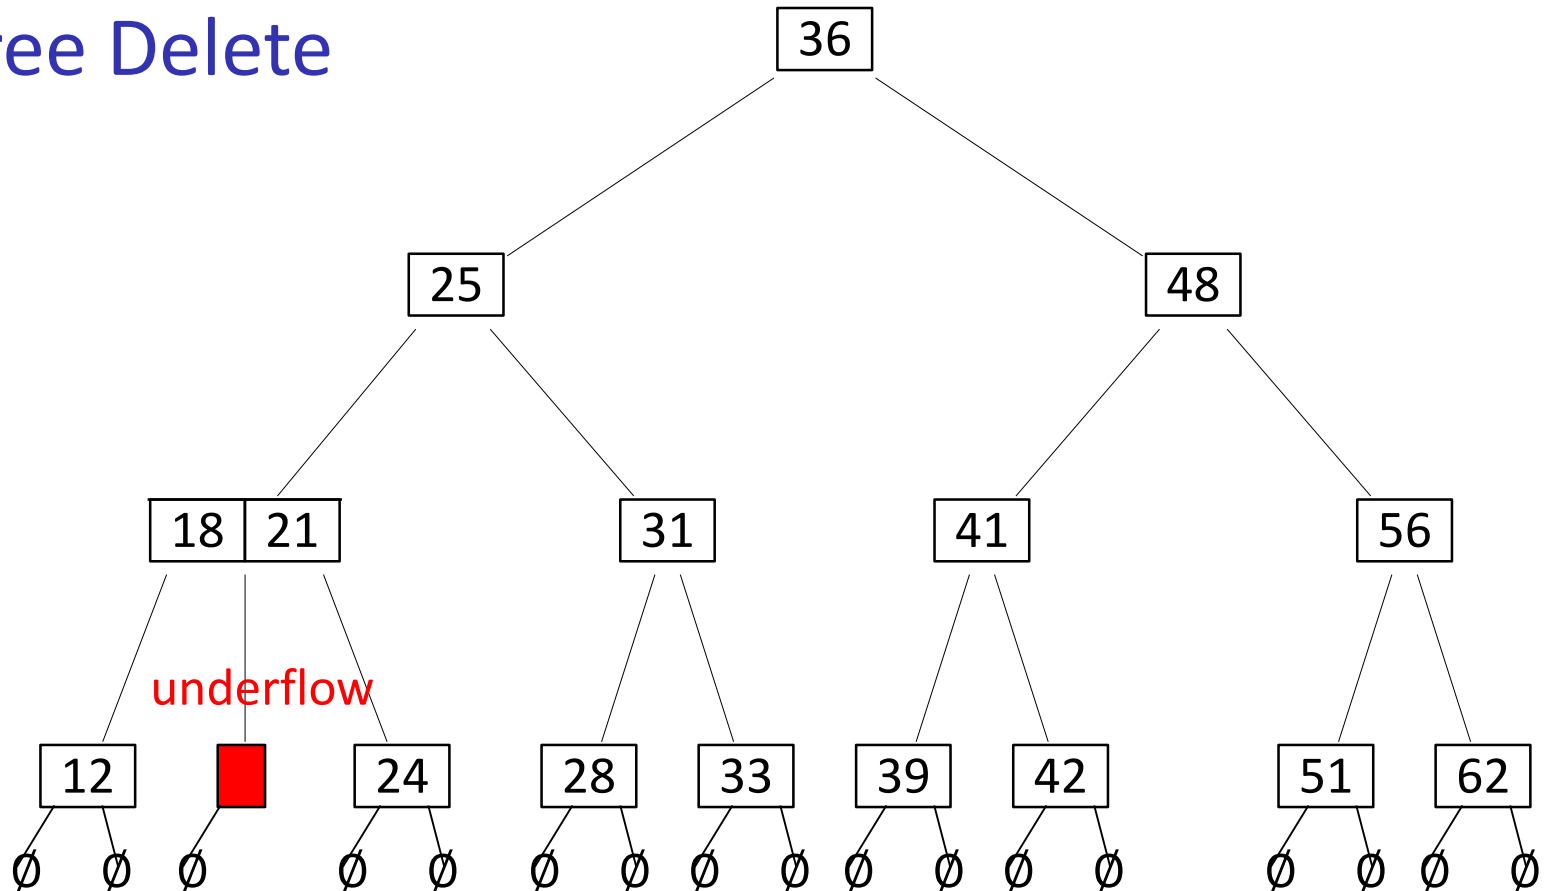 ree Delete
36
25 48
18 21 31 41 56
underflow
12 24 28 33 39 42 51 62
Ø Ø Ø Ø Ø Ø Ø Ø Ø Ø Ø Ø Ø Ø Ø Ø Ø